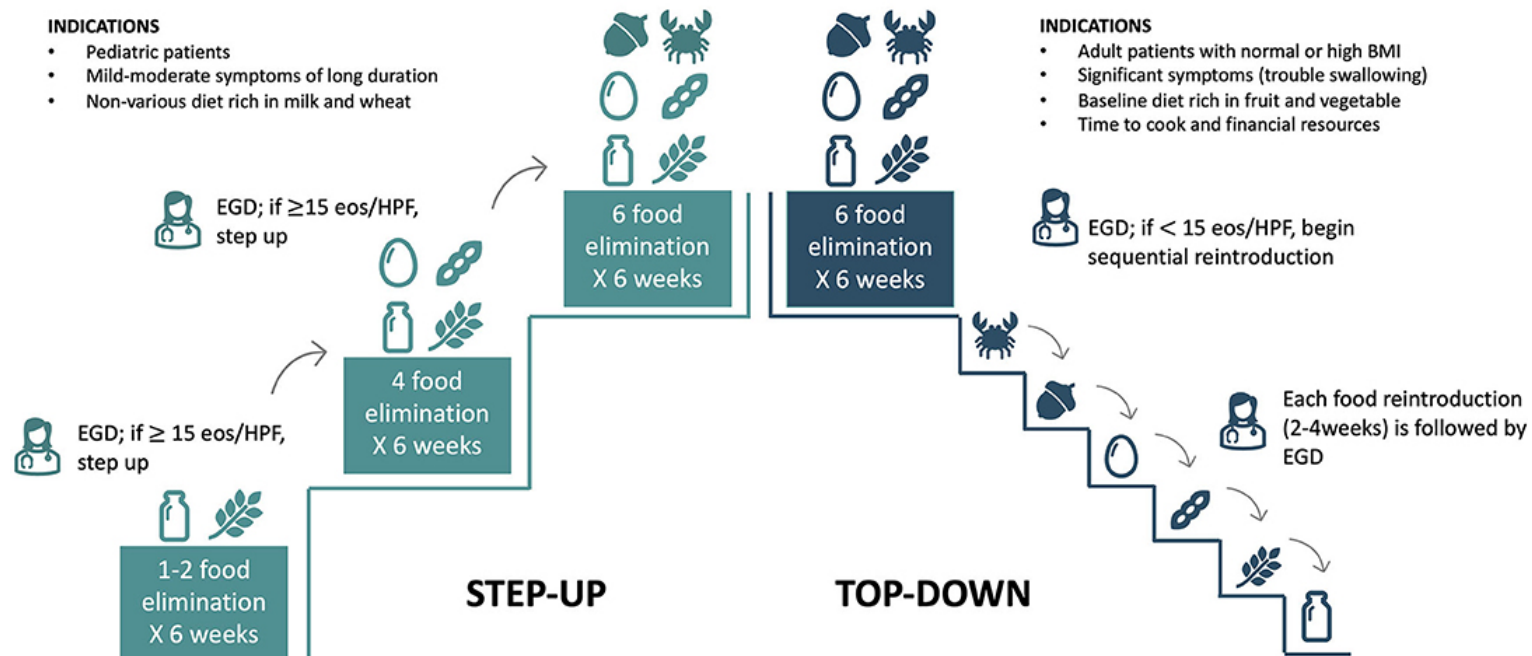 INDICATIONS
• Pediatric patients
• Mild-moderate symptoms of long duration
• Non-various diet rich in milk and wheat
EGD; if ≥15 eos/HPF,
step up
EGD; if ≥ 15 eos/HPF,
step up
1-2 food
elimination
X 6 weeks
4 food
elimination
X 6 weeks
6 food
elimination
X 6 weeks
STEP-UP
INDICATIONS
• Adult patients with normal or high BMI
• Significant symptoms (trouble swallowing)
• Baseline diet rich in fruit and vegetable
• Time to cook and financial resources
6 food
elimination
X 6 weeks
EGD; if < 15 eos/HPF, begin
sequential reintroduction
Each food reintroduction
(2-4weeks) is followed by
EGD
TOP-DOWN